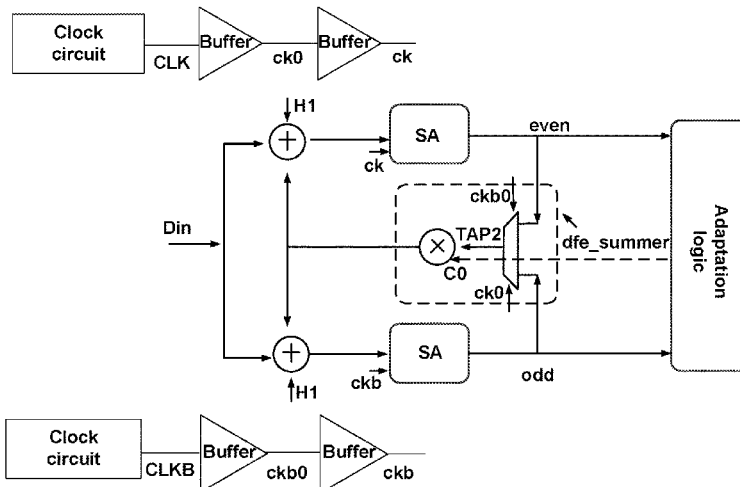 Clock
circuit
CLK
Buffer
ck0
Buffer
ck
H1
+
SA
ck
even
Adaptation
logic
ckb0
Din
TAP2
×
C0
dfe_summer
ck0
+
H1
SA
ckb
odd
Clock
circuit
CLKB
Buffer
ckb0
Buffer
ckb